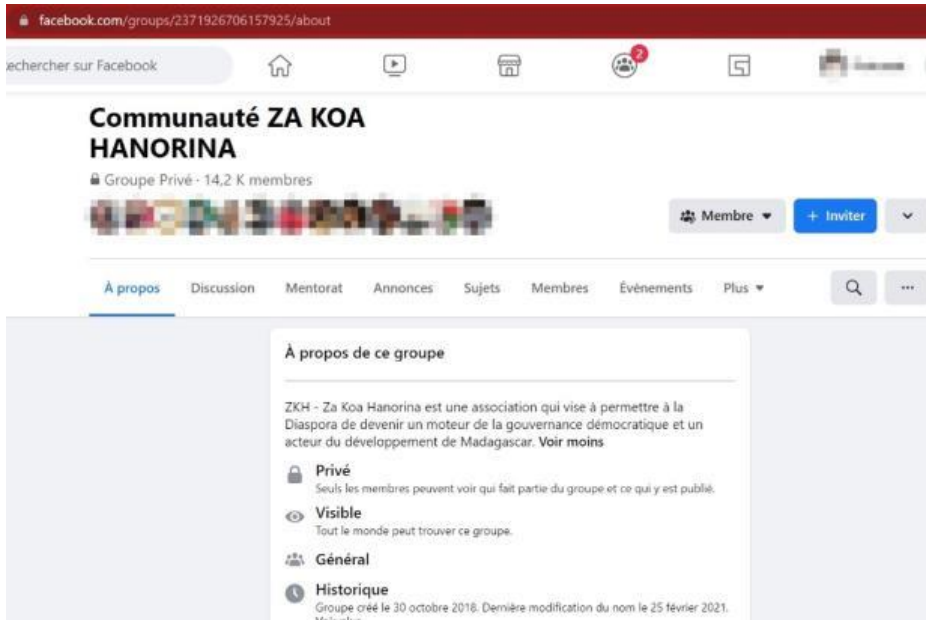 facebook.com/groups/2371926706157925/about
echercher sur Facebook
2
Communauté ZA KOA
HANORINA
Groupe Privé · 14,2 K membres
Membre
+ Inviter
À propos
Discussion
Mentorat
Annonces
Sujets
Membres
Évènements
Plus
...
À propos de ce groupe
ZKH - Za Koa Hanorina est une association qui vise à permettre à la
Diaspora de devenir un moteur de la gouvernance démocratique et un
acteur du développement de Madagascar. Voir moins
Privé
Seuls les membres peuvent voir qui fait partie du groupe et ce qui y est publié.
Visible
Tout le monde peut trouver ce groupe.
Général
Historique
Groupe créé le 30 octobre 2018. Dernière modification du nom le 25 février 2021.